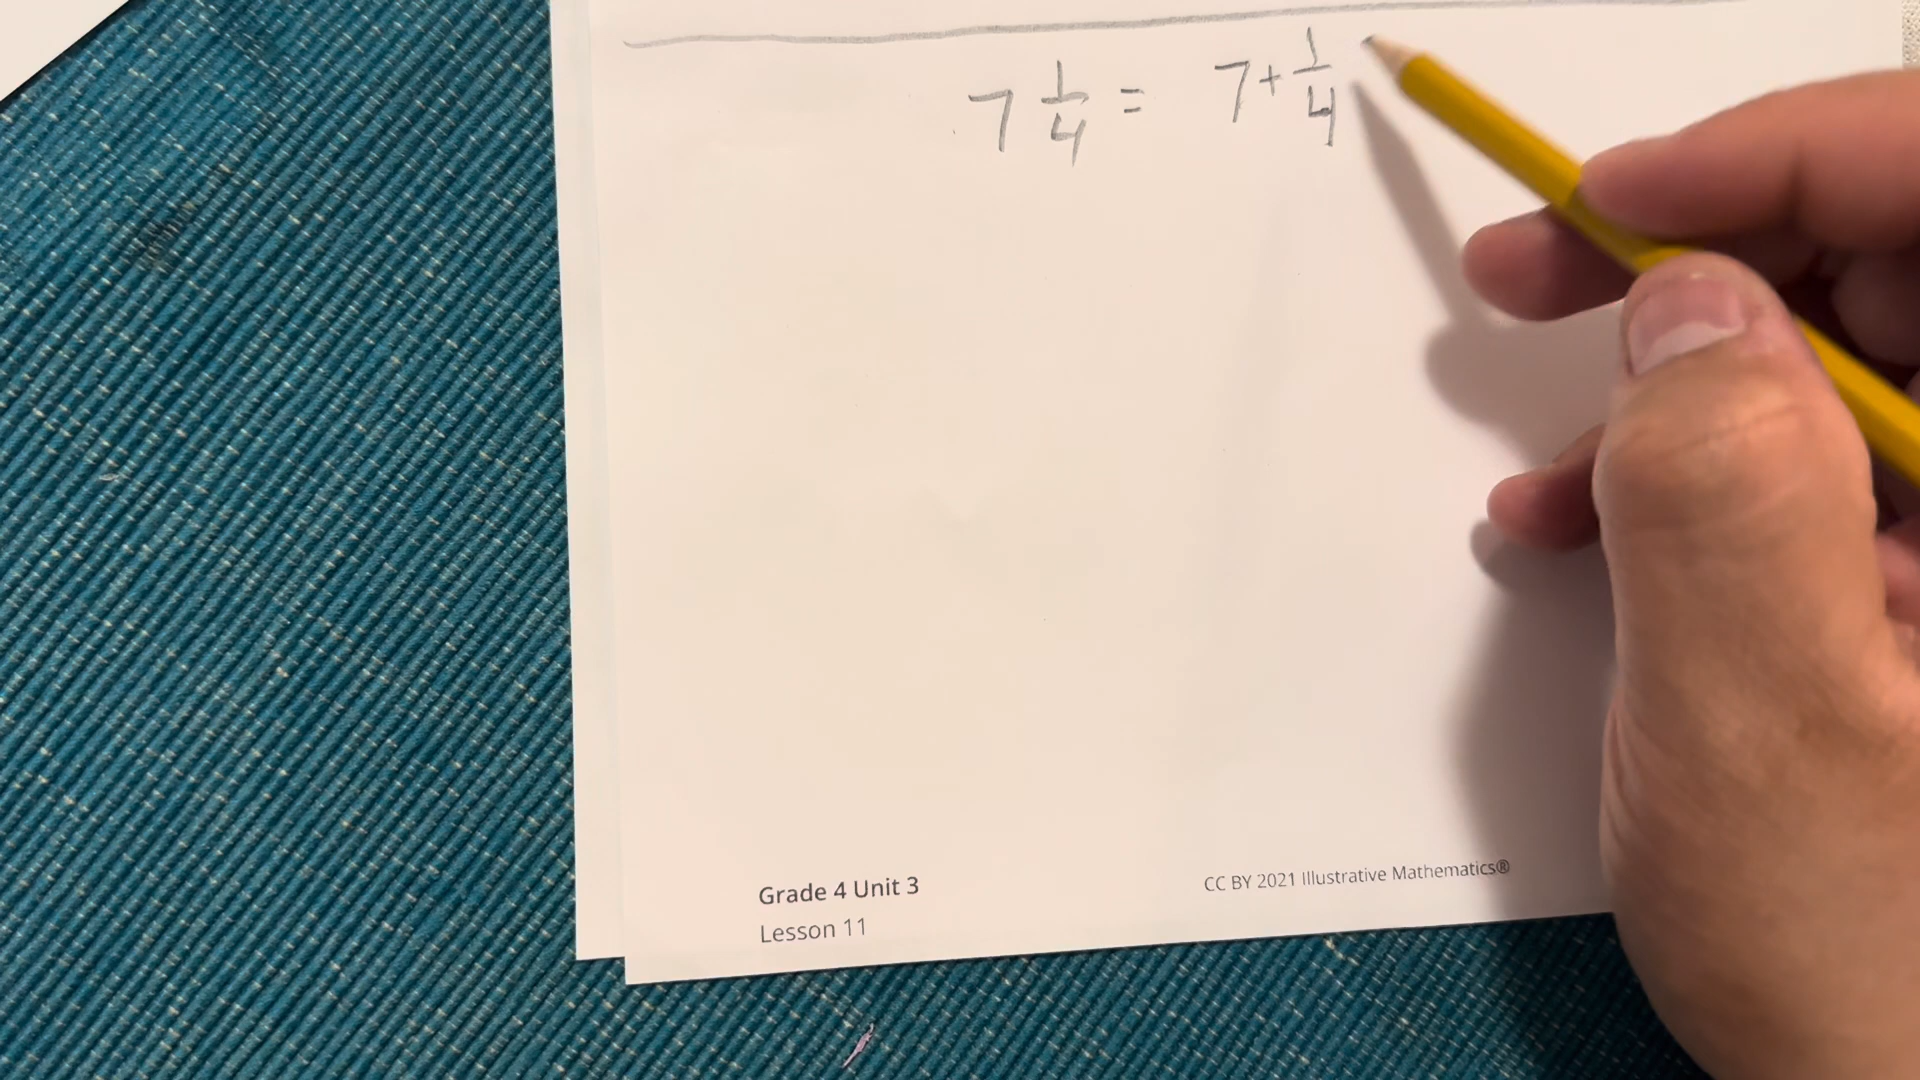 7 1/4 = 7 + 1/4
Grade 4 Unit 3
Lesson 11
CC BY 2021 Illustrative Mathematics®